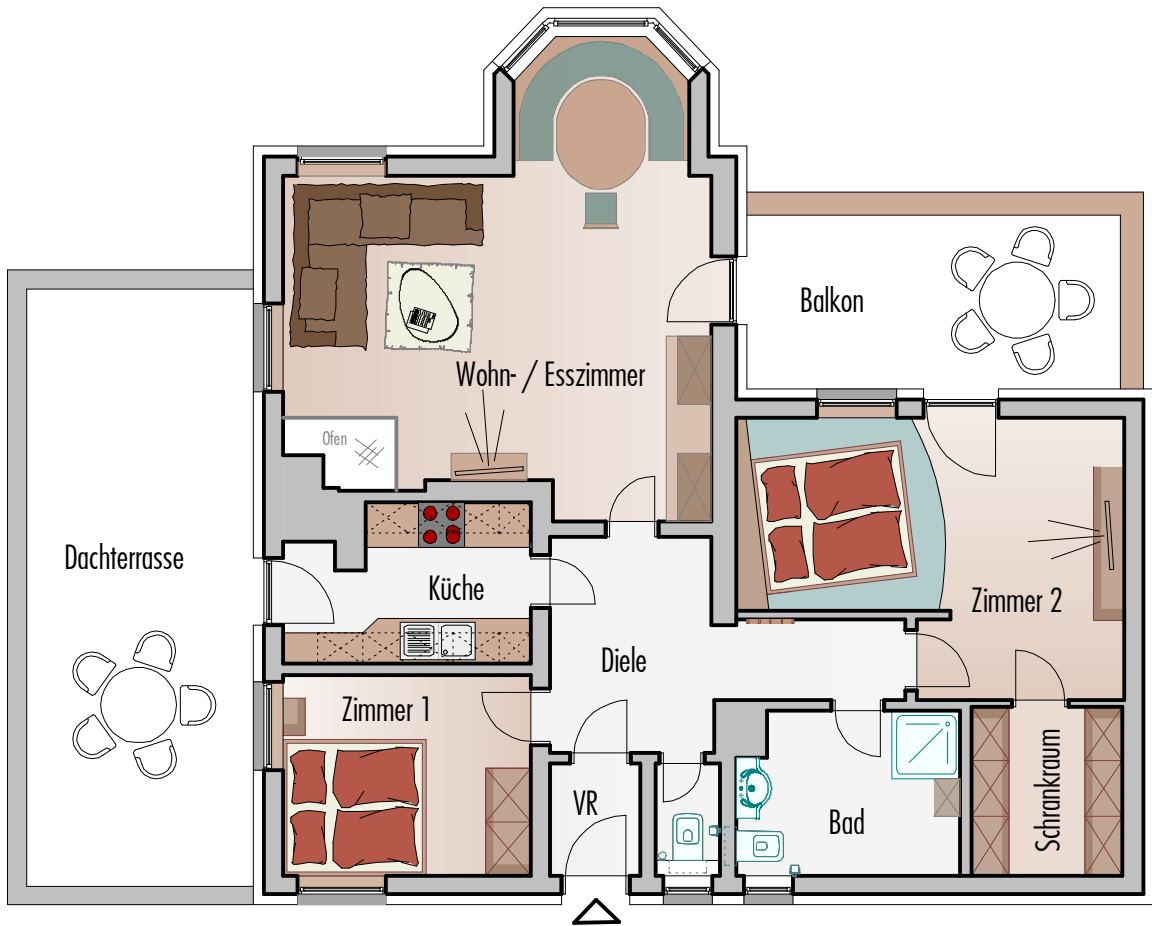 Balkon
Wohn- / Esszimmer
Ofen
Dachterrasse
Küche
Zimmer 2
Diele
Zimmer 1
Schrankraum
VR
Bad